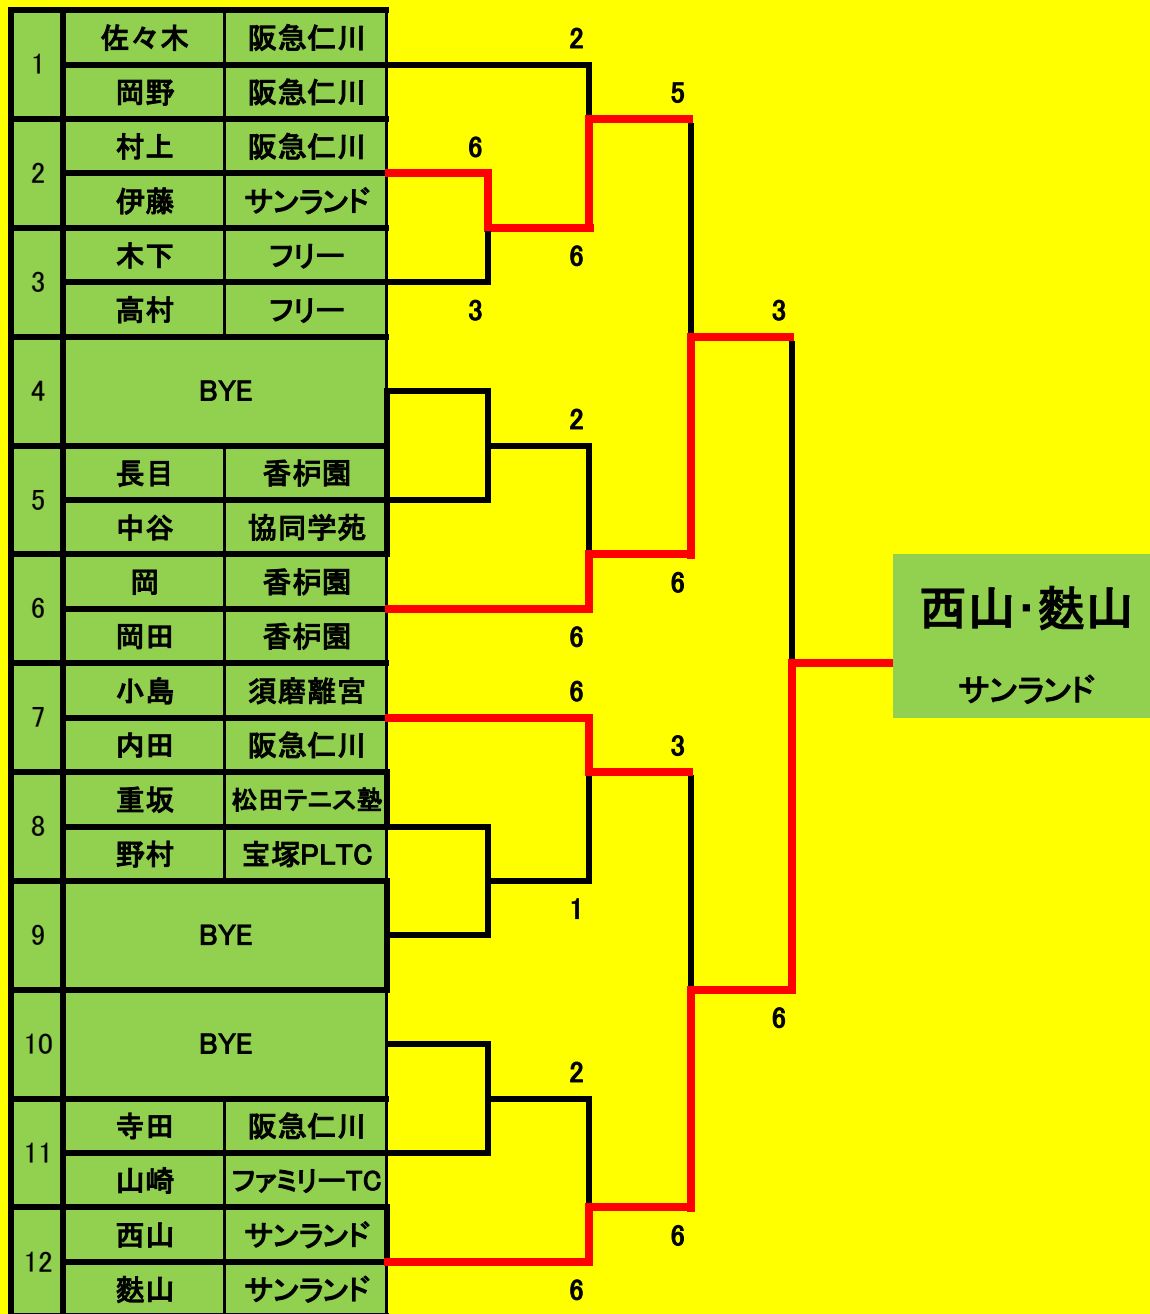 1 佐々木 阪急仁川
岡野 阪急仁川
2 村上 阪急仁川
伊藤 サンランド
3 木下 フリー
高村 フリー
4 BYE
5 長目 香枦園
中谷 協同学苑
6 岡 香枦園
岡田 香枦園
7 小島 須磨離宮
内田 阪急仁川
8 重坂 松田テニス塾
野村 宝塚PLTC
9 BYE
10 BYE
11 寺田 阪急仁川
山崎 ファミリーTC
12 西山 サンランド
麩山 サンランド
6
3
2
6
2
6
6
1
2
6
5
6
3
6
3
6
西山・麩山
サンランド